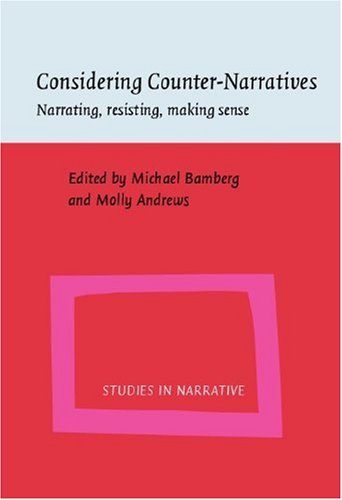 Considering Counter-Narratives
Narrating, resisting, making sense
Edited by Michael Bamberg
and Molly Andrews
STUDIES IN NARRATIVE